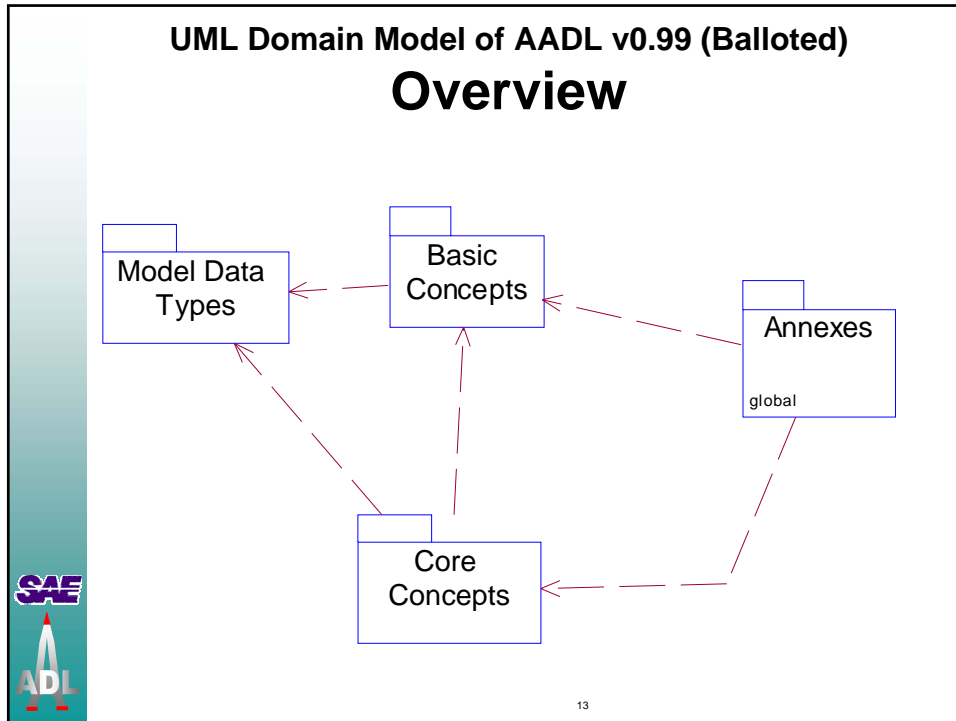 UML Domain Model of AADL v0.99 (Balloted)
Overview
Model Data
Types
Basic
Concepts
Annexes
global
Core
Concepts
SAE
ADL
13